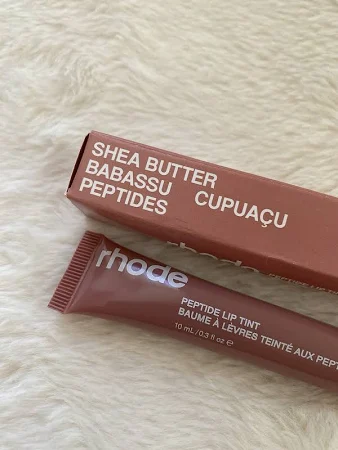 SHEA BUTTER
BABASSU CUPUAÇU
PEPTIDES
rhode
rhode
PEPTIDE LIP TINT
BAUME À LÈVRES TEINTÉ AUX
10 mL/0.3 fl oz e